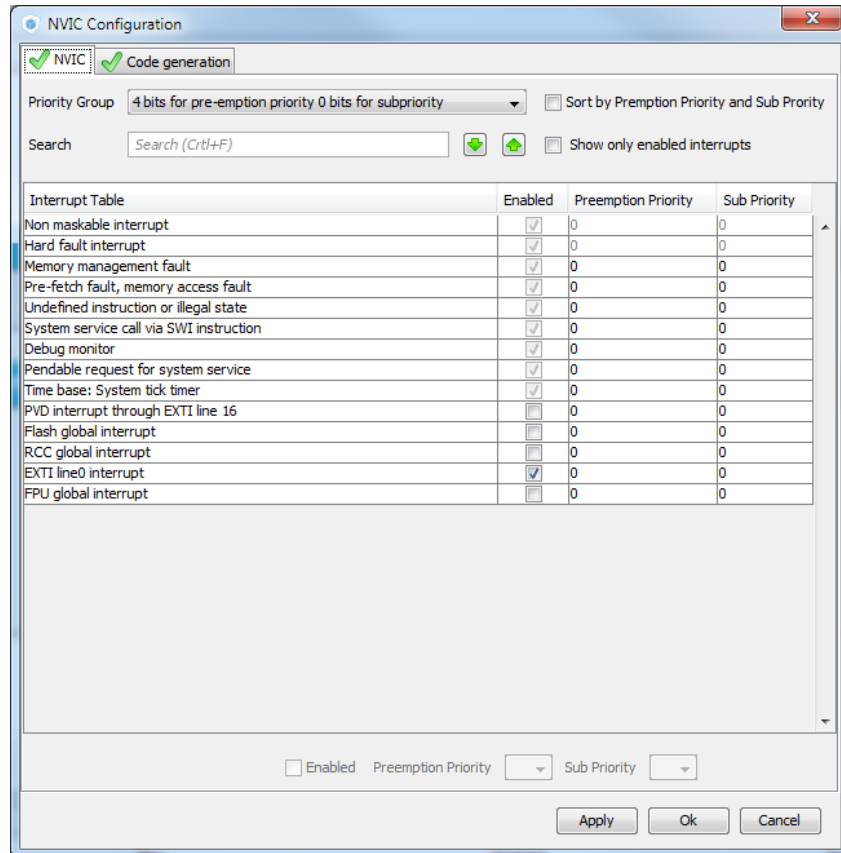 NVIC Configuration
NVIC Code generation
Priority Group 4 bits for pre-emption priority 0 bits for subpriority Sort by Premption Priority and Sub Prority
Search Search (Crtl+F) Show only enabled interrupts
Interrupt Table Enabled Preemption Priority Sub Priority
Non maskable interrupt 0 0
Hard fault interrupt 0 0
Memory management fault 0 0
Pre-fetch fault, memory access fault 0 0
Undefined instruction or illegal state 0 0
System service call via SWI instruction 0 0
Debug monitor 0 0
Pendable request for system service 0 0
Time base: System tick timer 0 0
PVD interrupt through EXTI line 16 0 0
Flash global interrupt 0 0
RCC global interrupt 0 0
EXTI line0 interrupt 0 0
FPU global interrupt 0 0
Enabled Preemption Priority Sub Priority
Apply Ok Cancel